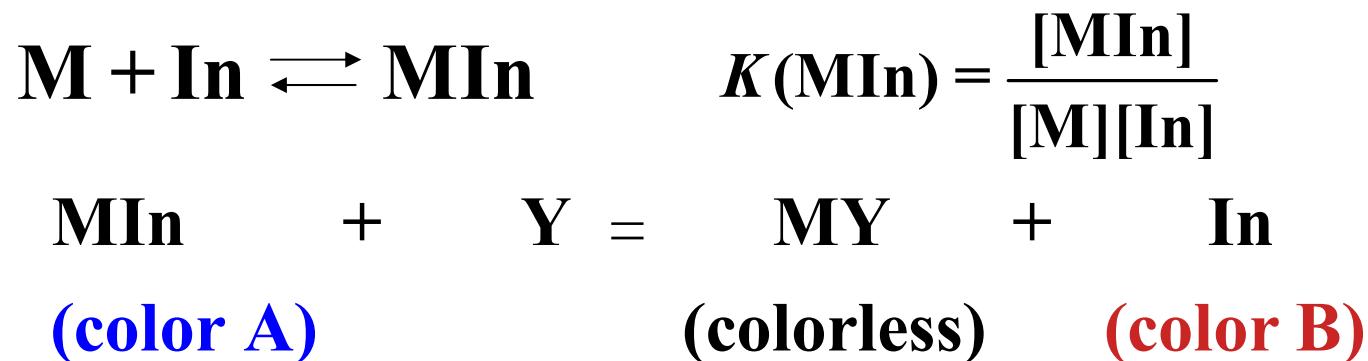 M + In ⇌ MIn K(MIn) = [MIn] / [M][In]
MIn + Y = MY + In
(color A) (colorless) (color B)